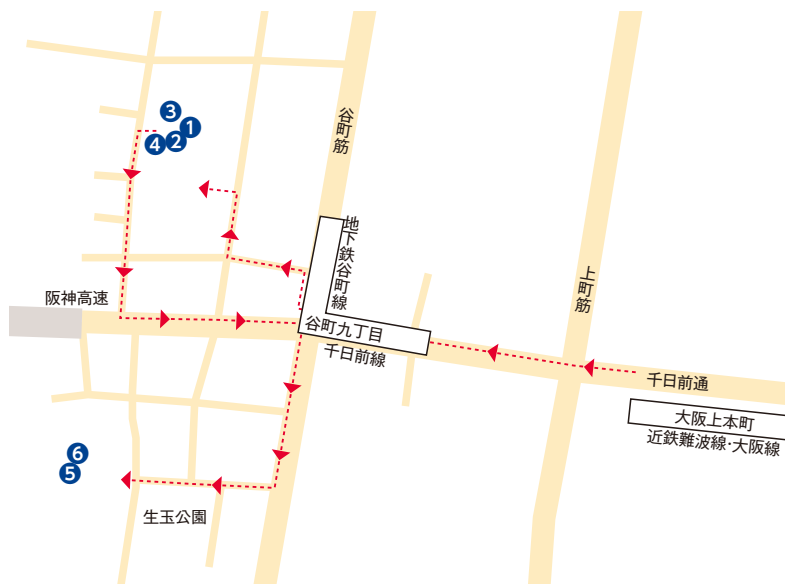 谷町筋
③
①
④
②
地下鉄谷町線
上町筋
阪神高速
谷町九丁目
千日前線
千日前通
大阪上本町
近鉄難波線・大阪線
⑥
⑤
生玉公園